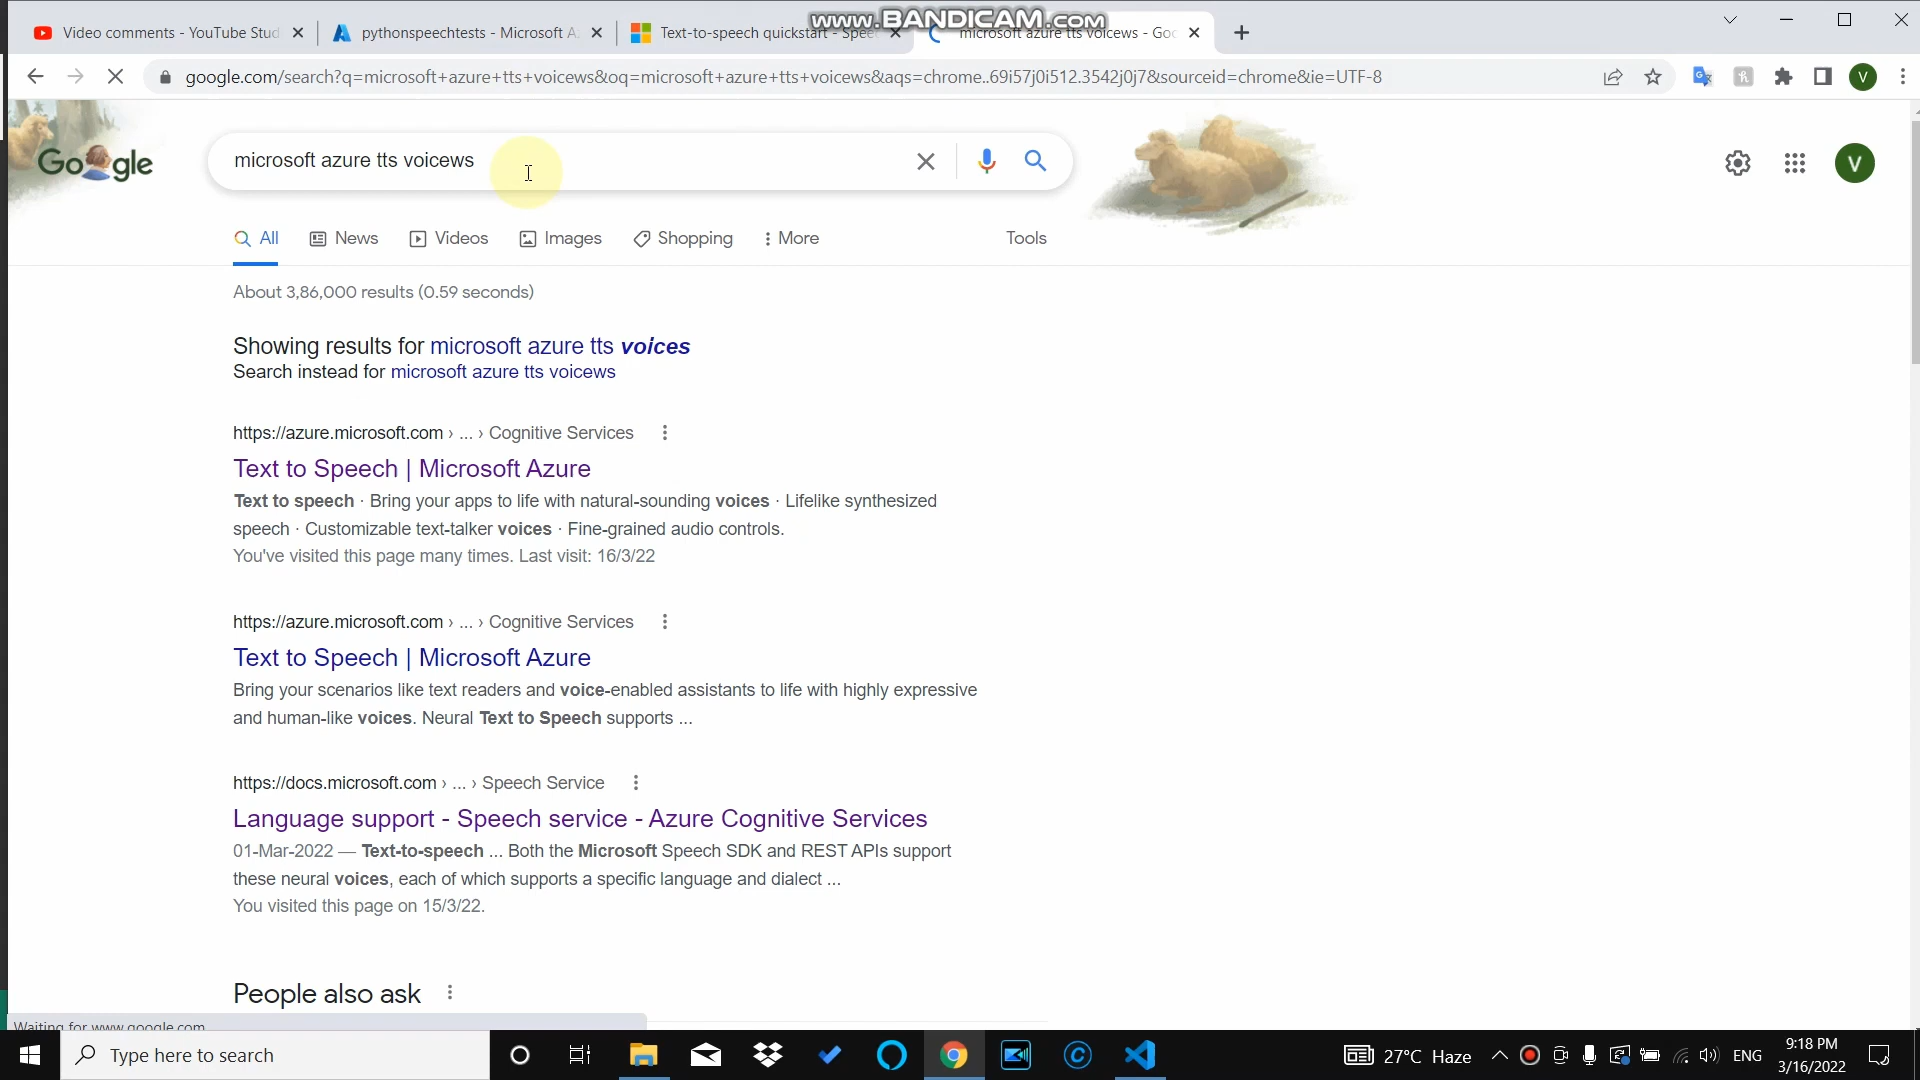 www.BANDICAM.com
Video comments - YouTube Stud
pythonspeechtests - Microsoft A
Text-to-speech quickstart - Spee
microsoft azure tts voicews - Goo
google.com/search?q=microsoft+azure+tts+voicews&oq=microsoft+azure+tts+voicews&aqs=chrome..69i57j0i512.3542j0j7&sourceid=chrome&ie=UTF-8
V
Google
microsoft azure tts voicews
V
All
News
Videos
Images
Shopping
More
Tools
About 3,86,000 results (0.59 seconds)
Showing results for microsoft azure tts voices
Search instead for microsoft azure tts voicews
https://azure.microsoft.com › ... › Cognitive Services
Text to Speech | Microsoft Azure
Text to speech · Bring your apps to life with natural-sounding voices · Lifelike synthesized
speech · Customizable text-talker voices · Fine-grained audio controls.
You've visited this page many times. Last visit: 16/3/22
https://azure.microsoft.com › ... › Cognitive Services
Text to Speech | Microsoft Azure
Bring your scenarios like text readers and voice-enabled assistants to life with highly expressive
and human-like voices. Neural Text to Speech supports ...
https://docs.microsoft.com › ... › Speech Service
Language support - Speech service - Azure Cognitive Services
01-Mar-2022 — Text-to-speech ... Both the Microsoft Speech SDK and REST APIs support
these neural voices, each of which supports a specific language and dialect ...
You visited this page on 15/3/22.
People also ask
Waiting for www.google.com
Type here to search
27°C Haze
ENG
9:18 PM
3/16/2022